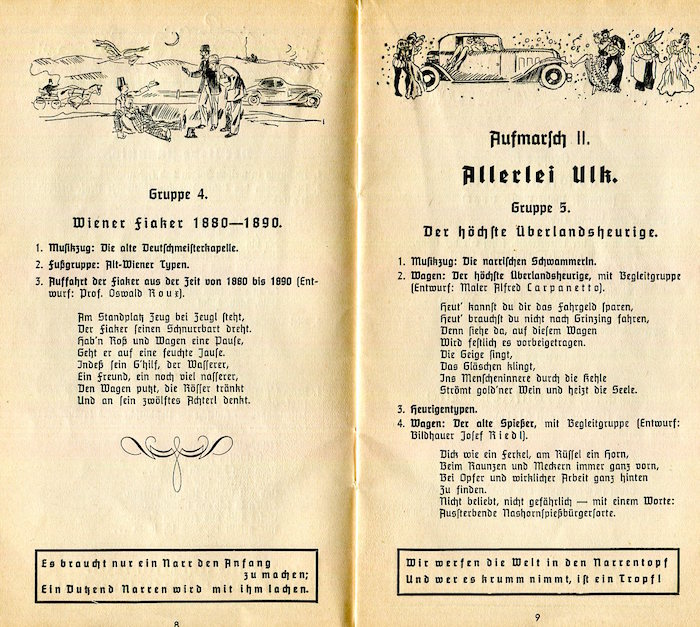 Gruppe 4.
Wiener Fiaker 1880—1890.
1. Musikzug: Die alte Deutschmeisterkapelle.
2. Fußgruppe: Alt-Wiener Typen.
3. Auffahrt der Fiaker aus der Zeit von 1880 bis 1890 (Ent-
wurf: Prof. Oswald Roux).
Am Standplatz Zeug bei Zeugl steht,
Der Fiaker seinen Schnurrbart dreht.
Hab'n Roß und Wagen eine Pause,
Geht er auf eine feuchte Jause.
Indeß sein G'hilf, der Wasserer,
Ein Freund, ein noch viel nasserer,
Den Wagen putzt, die Rösser tränkt
Und an sein zwölftes Achterl denkt.
Es braucht nur ein Narr den Anfang
zu machen;
Ein Dutzend Narren wird mit ihm lachen.
8
Aufmarsch II.
Allerlei Ulk.
Gruppe 5.
Der höchste Überlandsheurige.
1. Musikzug: Die narrischen Schwammerln.
2. Wagen: Der höchste Überlandsheurige, mit Begleitgruppe
(Entwurf: Maler Alfred Carpanetto).
Heut' kannst du dir das Fahrgeld sparen,
Heut' brauchst du nicht nach Grinzing fahren,
Denn siehe da, auf diesem Wagen
Wird festlich es vorbeigetragen.
Die Geige singt,
Das Gläschen klingt,
Ins Menscheninnere durch die Kehle
Strömt gold'ner Wein und heizt die Seele.
3. Heurigentypen.
4. Wagen: Der alte Spießer, mit Begleitgruppe (Entwurf:
Bildhauer Josef Riedl).
Dick wie ein Ferkel, am Rüssel ein Horn,
Beim Raunzen und Meckern immer ganz vorn,
Bei Opfer und wirklicher Arbeit ganz hinten
Zu finden.
Nicht beliebt, nicht gefährlich — mit einem Worte:
Aussterbende Nashornspießbürgersorte.
Wir werfen die Welt in den Narrentopf
Und wer es krumm nimmt, ist ein Tropf!
9